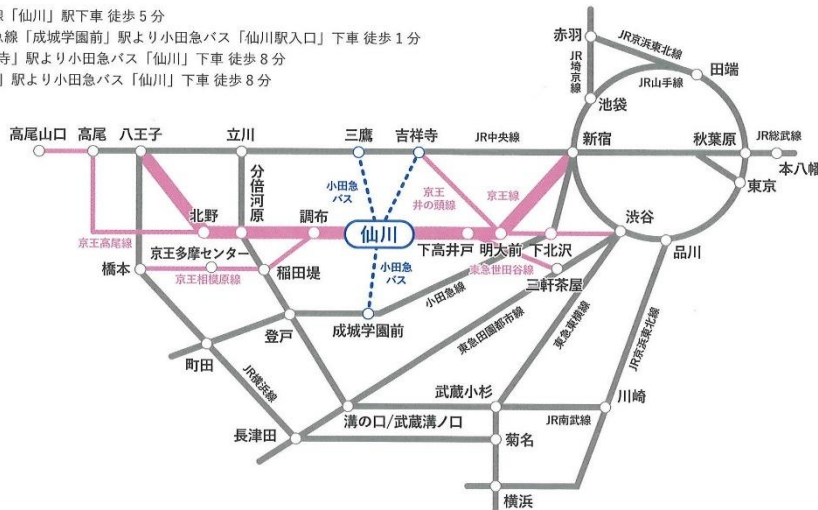 線「仙川」駅下車 徒歩5分
急線「成城学園前」駅より小田急バス「仙川駅入口」下車 徒歩1分
寺」駅より小田急バス「仙川」下車 徒歩8分
」駅より小田急バス「仙川」下車 徒歩8分
赤羽
JR京浜東北線
田端
JR埼京線
JR山手線
池袋
高尾山口
高尾
八王子
立川
三鷹
吉祥寺
JR中央線
新宿
秋葉原
JR総武線
本八幡
東京
分倍河原
小田急
バス
京王
井の頭線
京王線
北野
調布
仙川
下高井戸
明大前
下北沢
渋谷
品川
京王高尾線
京王多摩センター
橋本
京王相模原線
稲田堤
小田急
バス
東急世田谷線
三軒茶屋
小田急線
登戸
成城学園前
町田
東急田園都市線
東急東横線
JR京浜東北線
JR横浜線
武蔵小杉
川崎
溝の口/武蔵溝ノ口
JR南武線
長津田
菊名
横浜